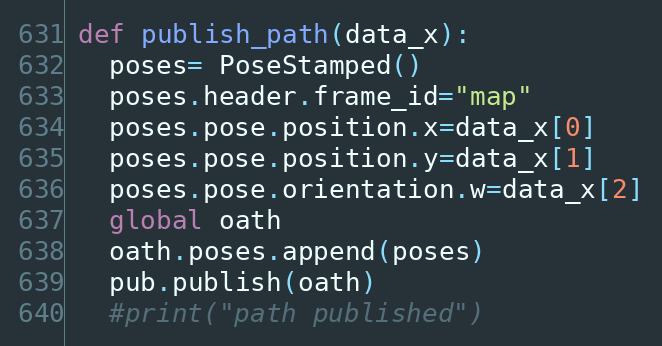 631 def publish_path(data_x):
632   poses= PoseStamped()
633   poses.header.frame_id="map"
634   poses.pose.position.x=data_x[0]
635   poses.pose.position.y=data_x[1]
636   poses.pose.orientation.w=data_x[2]
637   global oath
638   oath.poses.append(poses)
639   pub.publish(oath)
640   #print("path published")